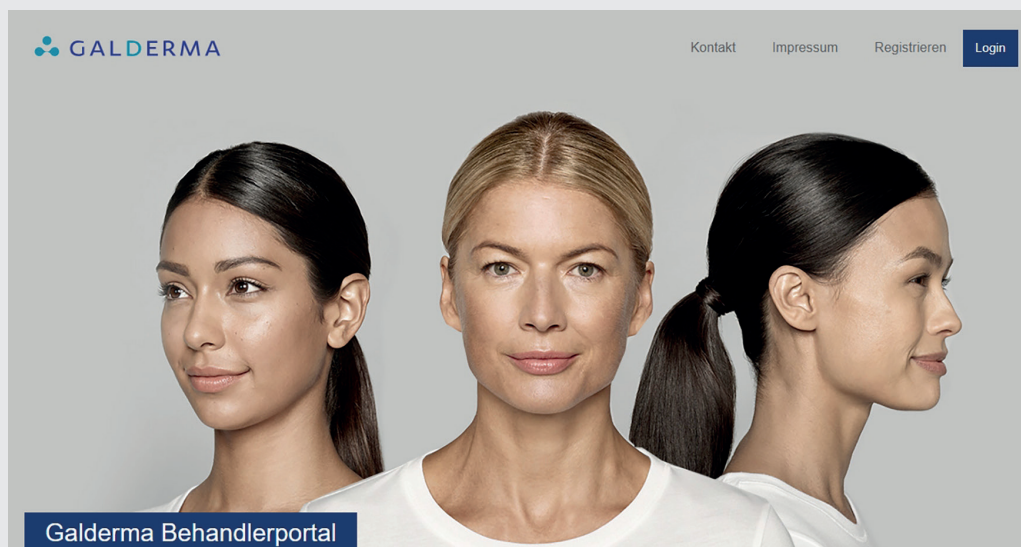 GALDERMA
Kontakt Impressum Registrieren Login
Galderma Behandlerportal